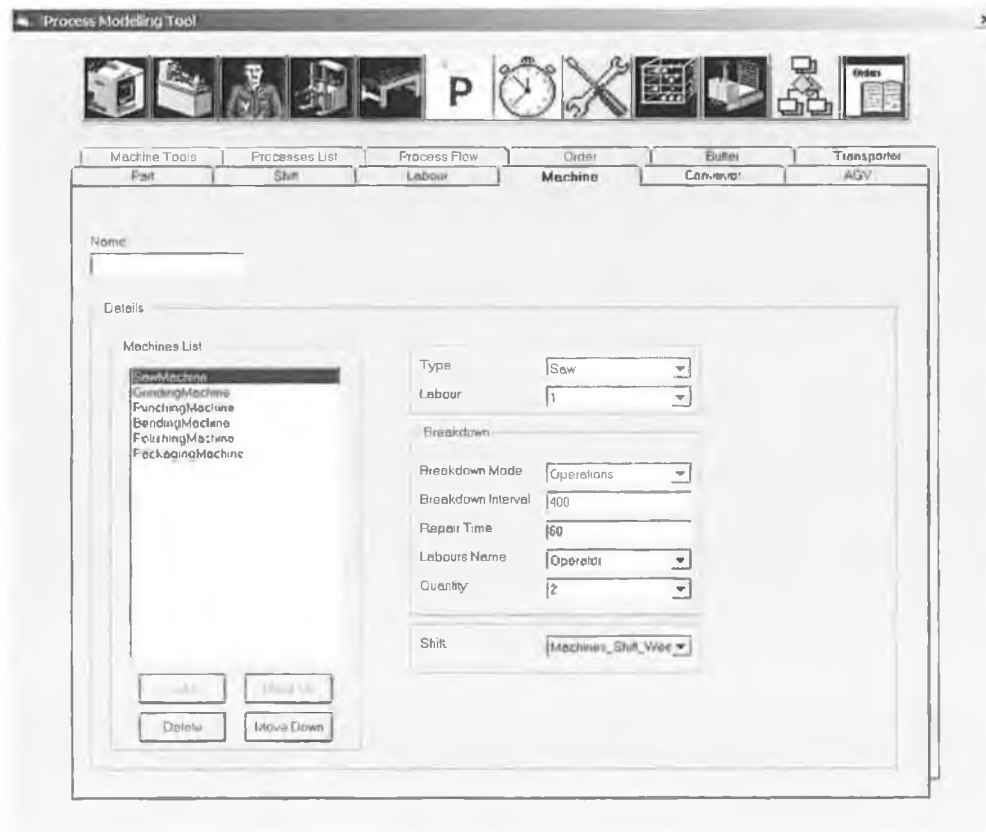 Process Modeling Tool
P
Orders
Machine Tools Processes List Process Flow Order Buffer Transporter
Part Shift Labour Machine Conveyor AGV
Name
Details
Machines List
SawMachine
GrindingMachine
PunchingMachine
BendingMachine
PolishingMachine
PackagingMachine
Type Saw
Labour 1
Breakdown
Breakdown Mode Operations
Breakdown Interval 400
Repair Time 60
Labours Name Operator
Quantity 2
Shift Machines_Shift_Wee
Move Up
Delete Move Down